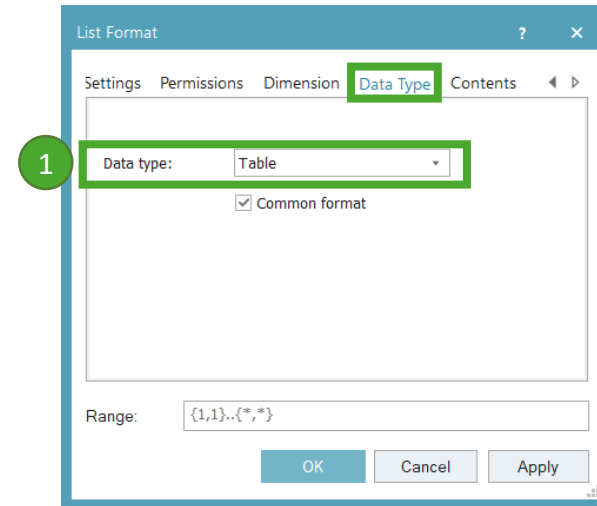 List Format ? ×
Settings Permissions Dimension Data Type Contents
1
Data type: Table
Common format
Range: {1,1}..{*,*}
OK Cancel Apply